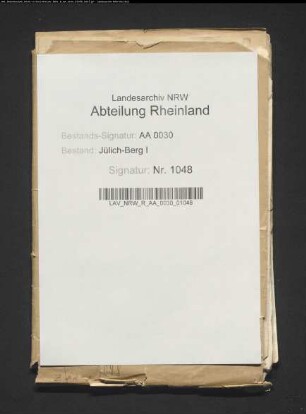 Landesarchiv NRW
Abteilung Rheinland
Bestands-Signatur: AA 0030
Bestand: Jülich-Berg I
Signatur: Nr. 1048
LAV_NRW_R_AA_0030_01048